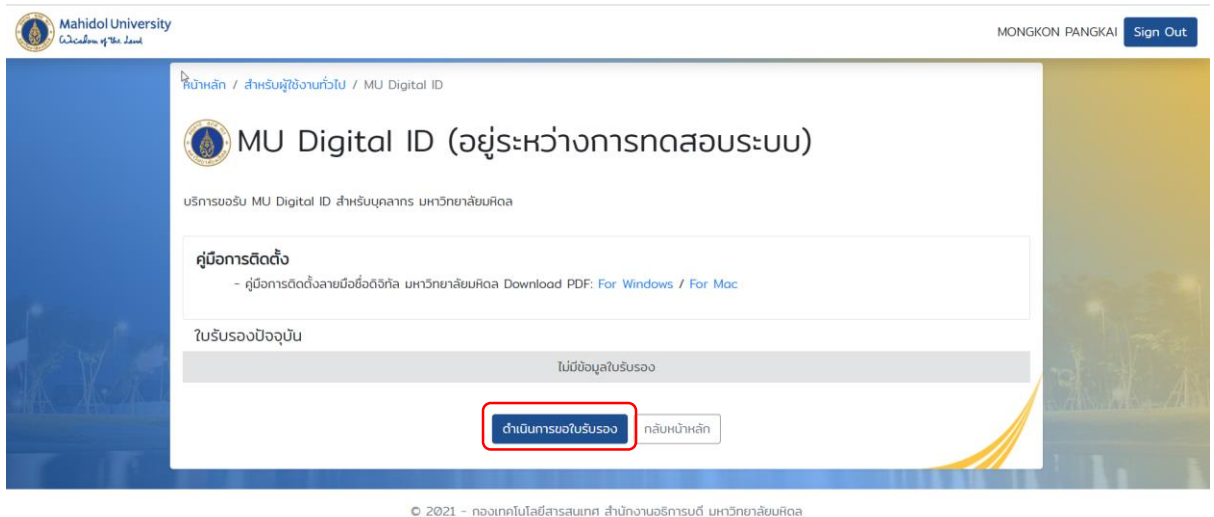 Mahidol University
Wisdom of the Land
MONGKON PANGKAI
Sign Out
หน้าหลัก / สำหรับผู้ใช้งานทั่วไป / MU Digital ID
MU Digital ID (อยู่ระหว่างการทดสอบระบบ)
บริการขอรับ MU Digital ID สำหรับบุคลากร มหาวิทยาลัยมหิดล
คู่มือการติดตั้ง
- คู่มือการติดตั้งลายมือชื่อดิจิทัล มหาวิทยาลัยมหิดล Download PDF: For Windows / For Mac
ใบรับรองปัจจุบัน
ไม่มีข้อมูลใบรับรอง
ดำเนินการขอใบรับรอง
กลับหน้าหลัก
© 2021 - กองเทคโนโลยีสารสนเทศ สำนักงานอธิการบดี มหาวิทยาลัยมหิดล